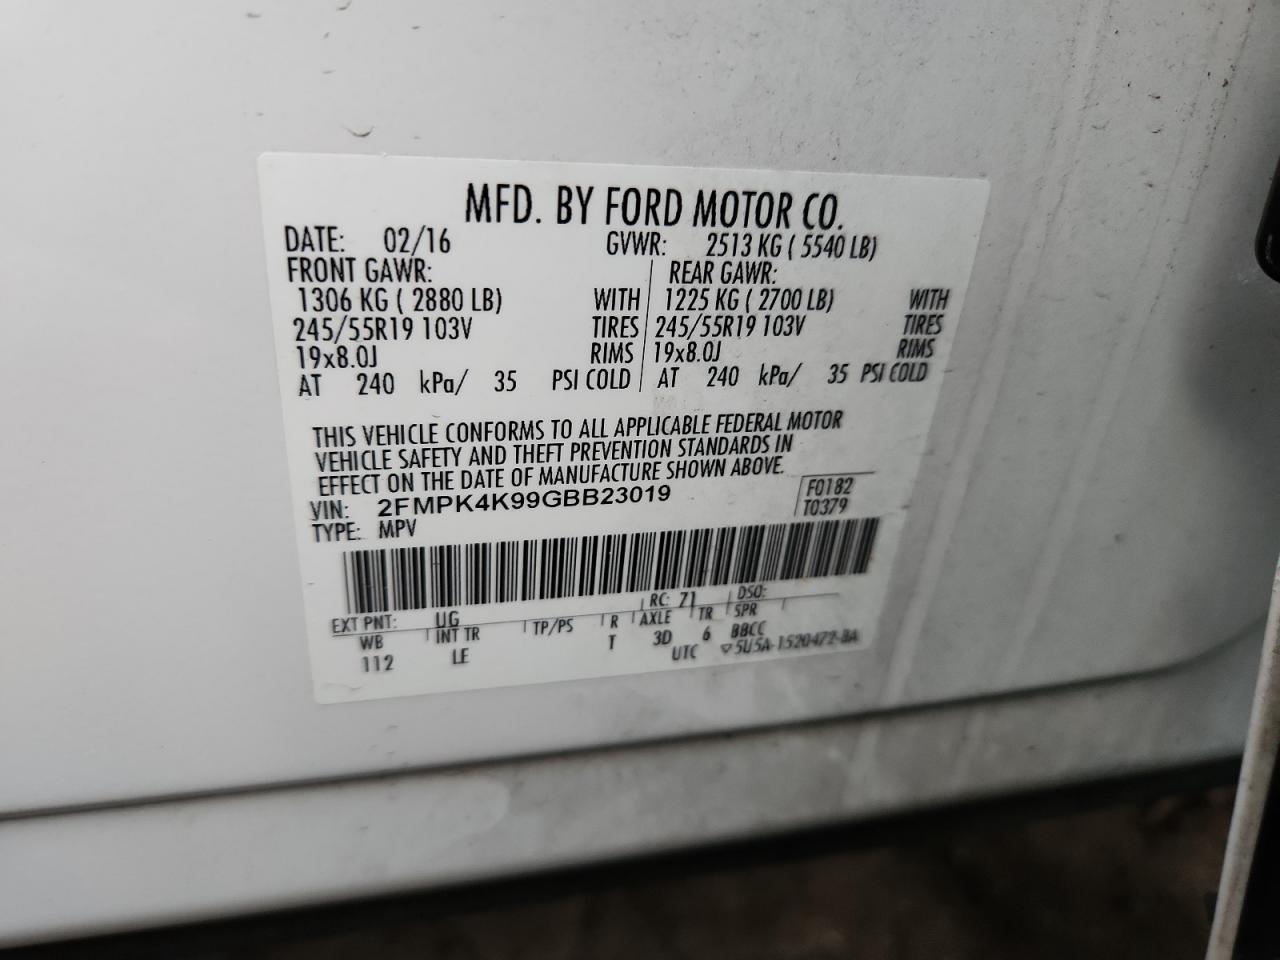 MFD. BY FORD MOTOR CO.
DATE: 02/16 GVWR: 2513 KG ( 5540 LB)
FRONT GAWR: REAR GAWR:
1306 KG ( 2880 LB) WITH 1225 KG ( 2700 LB) WITH
245/55R19 103V TIRES 245/55R19 103V TIRES
19x8.0J RIMS 19x8.0J RIMS
AT 240 kPa/ 35 PSI COLD AT 240 kPa/ 35 PSI COLD
THIS VEHICLE CONFORMS TO ALL APPLICABLE FEDERAL MOTOR
VEHICLE SAFETY AND THEFT PREVENTION STANDARDS IN
EFFECT ON THE DATE OF MANUFACTURE SHOWN ABOVE.
VIN: 2FMPK4K99GBB23019 F0182
TYPE: MPV T0379
EXT PNT: UG RC: 71 DSO:
WB INT TR TP/PS R AXLE TR SPR
112 LE T 3D 6 BBCC
UTC ▽5U5A-1520472-BA